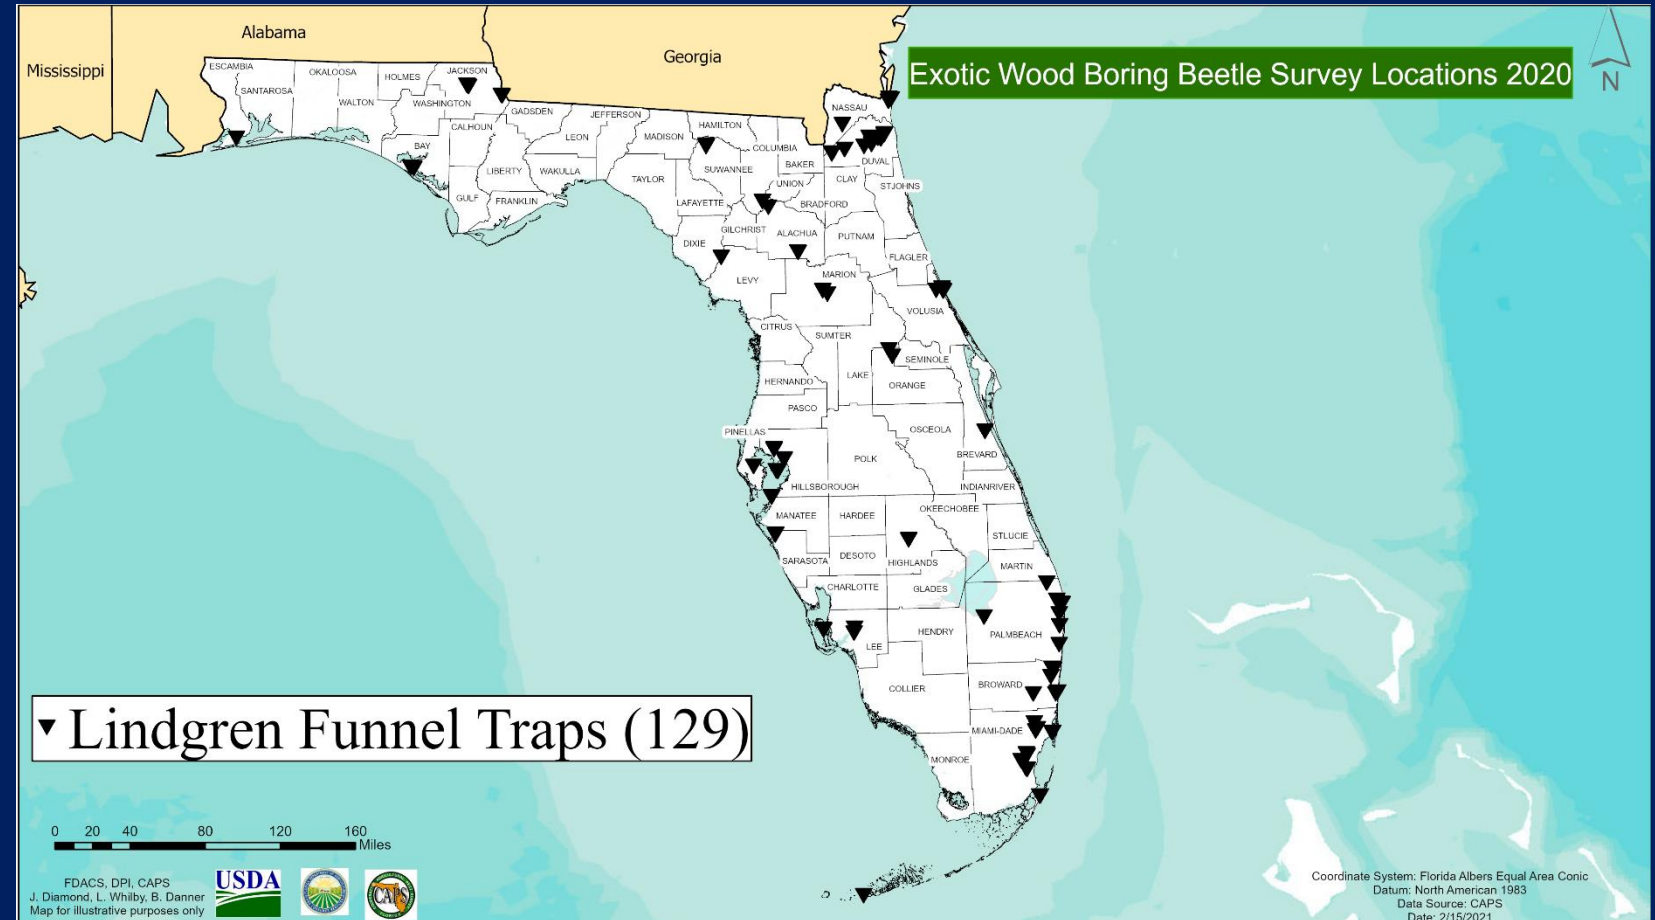 Alabama
Georgia
Mississippi
Exotic Wood Boring Beetle Survey Locations 2020
N
ESCAMBIA
SANTAROSA
OKALOOSA
WALTON
HOLMES
WASHINGTON
JACKSON
BAY
CALHOUN
GULF
LIBERTY
FRANKLIN
GADSDEN
LEON
WAKULLA
JEFFERSON
MADISON
TAYLOR
HAMILTON
SUWANNEE
LAFAYETTE
COLUMBIA
BAKER
NASSAU
DUVAL
CLAY
STJOHNS
UNION
BRADFORD
DIXIE
GILCHRIST
ALACHUA
PUTNAM
FLAGLER
LEVY
MARION
VOLUSIA
CITRUS
SUMTER
LAKE
SEMINOLE
ORANGE
HERNANDO
PASCO
PINELLAS
HILLSBOROUGH
POLK
OSCEOLA
BREVARD
INDIANRIVER
MANATEE
HARDEE
OKEECHOBEE
STLUCIE
SARASOTA
DESOTO
HIGHLANDS
MARTIN
CHARLOTTE
GLADES
LEE
HENDRY
PALMBEACH
COLLIER
BROWARD
MONROE
MIAMI-DADE
Lindgren Funnel Traps (129)
0 20 40 80 120 160
Miles
FDACS, DPI, CAPS
J. Diamond, L. Whilby, B. Danner
Map for illustrative purposes only
USDA
CAPS
Coordinate System: Florida Albers Equal Area Conic
Datum: North American 1983
Data Source: CAPS
Date: 2/15/2021